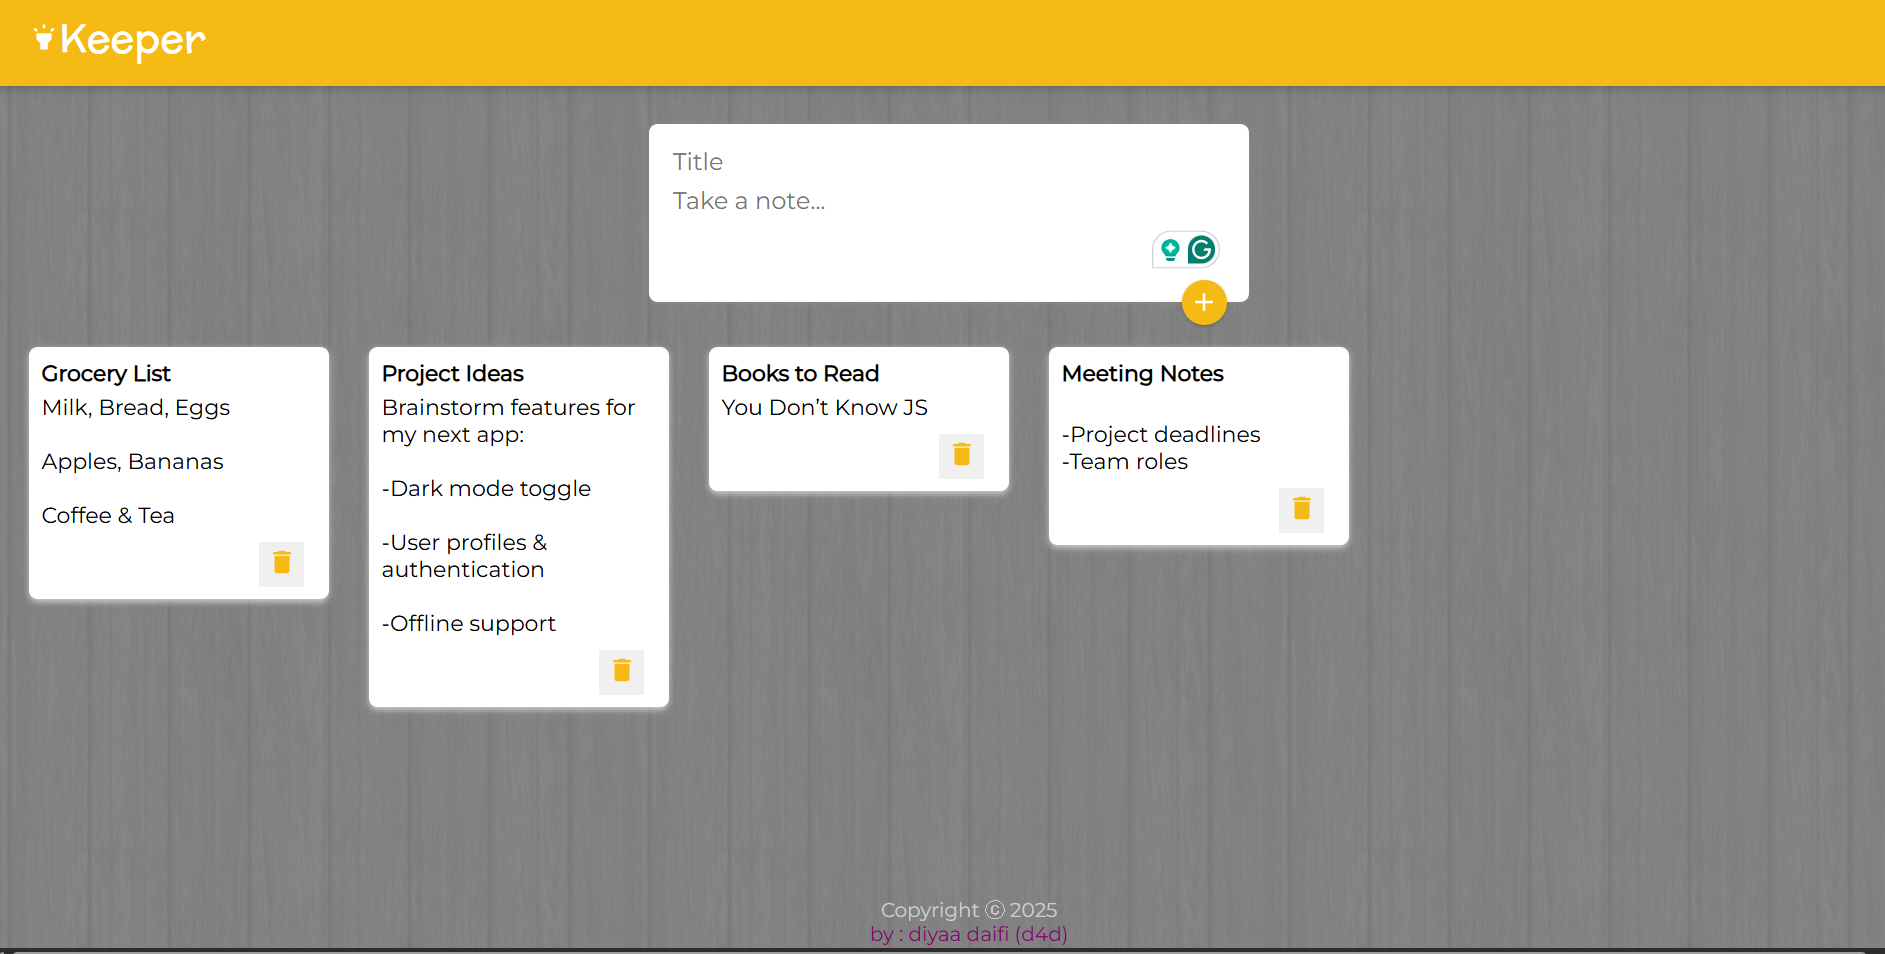 Keeper
Title
Take a note...
Grocery List
Milk, Bread, Eggs
Apples, Bananas
Coffee & Tea
Project Ideas
Brainstorm features for
my next app:
-Dark mode toggle
-User profiles &
authentication
-Offline support
Books to Read
You Don’t Know JS
Meeting Notes
-Project deadlines
-Team roles
Copyright ⓒ 2025
by : diyaa daifi (d4d)